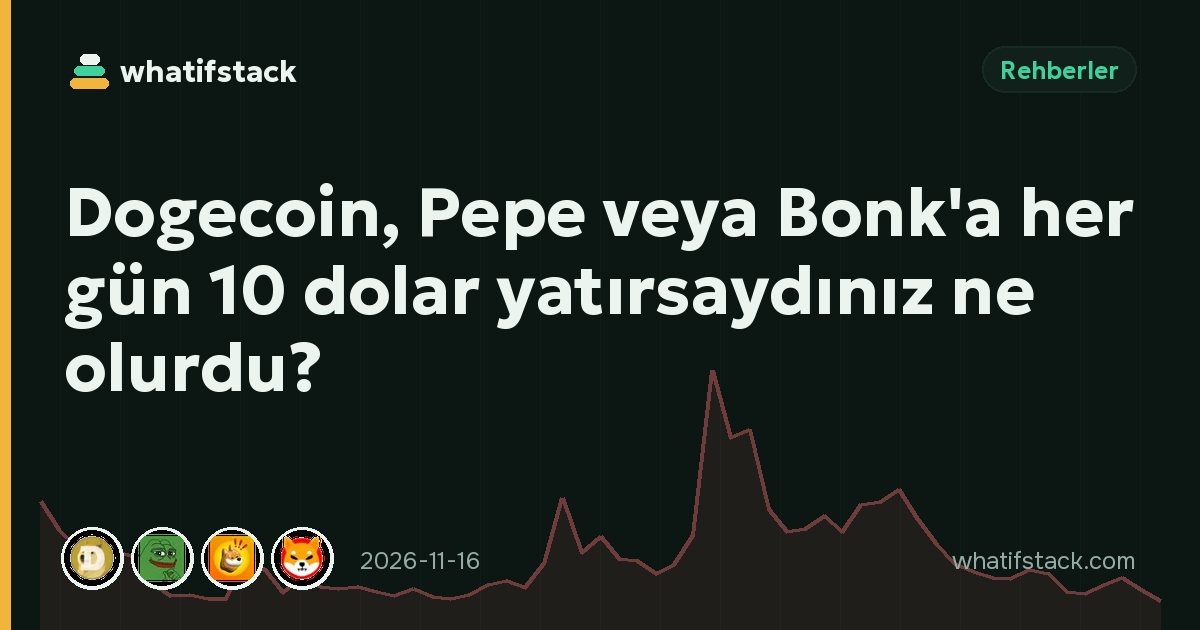 whatifstack
Rehberler
Dogecoin, Pepe veya Bonk'a her
gün 10 dolar yatırsaydınız ne
olurdu?
2026-11-16
whatifstack.com